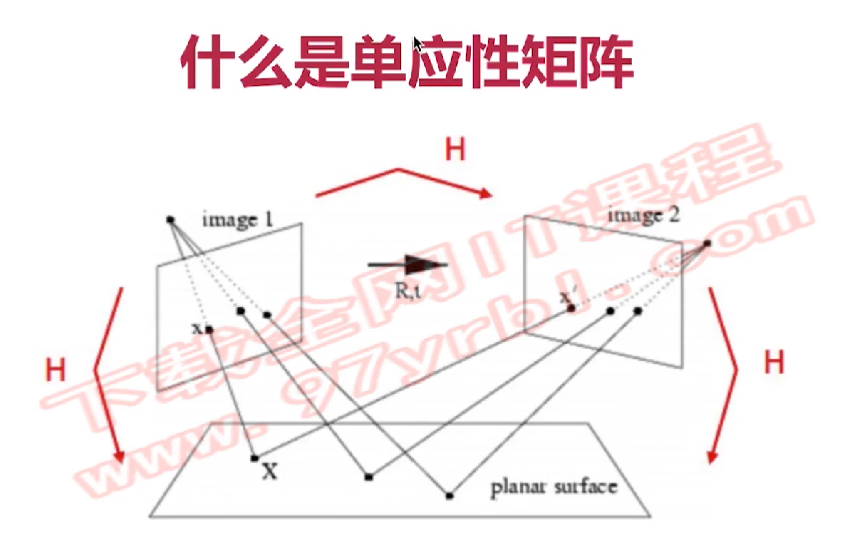 什么是单应性矩阵
H
image 1
image 2
R,t
x
x′
H
H
X
planar surface
下载全网IT课程
www.97yrbl.com